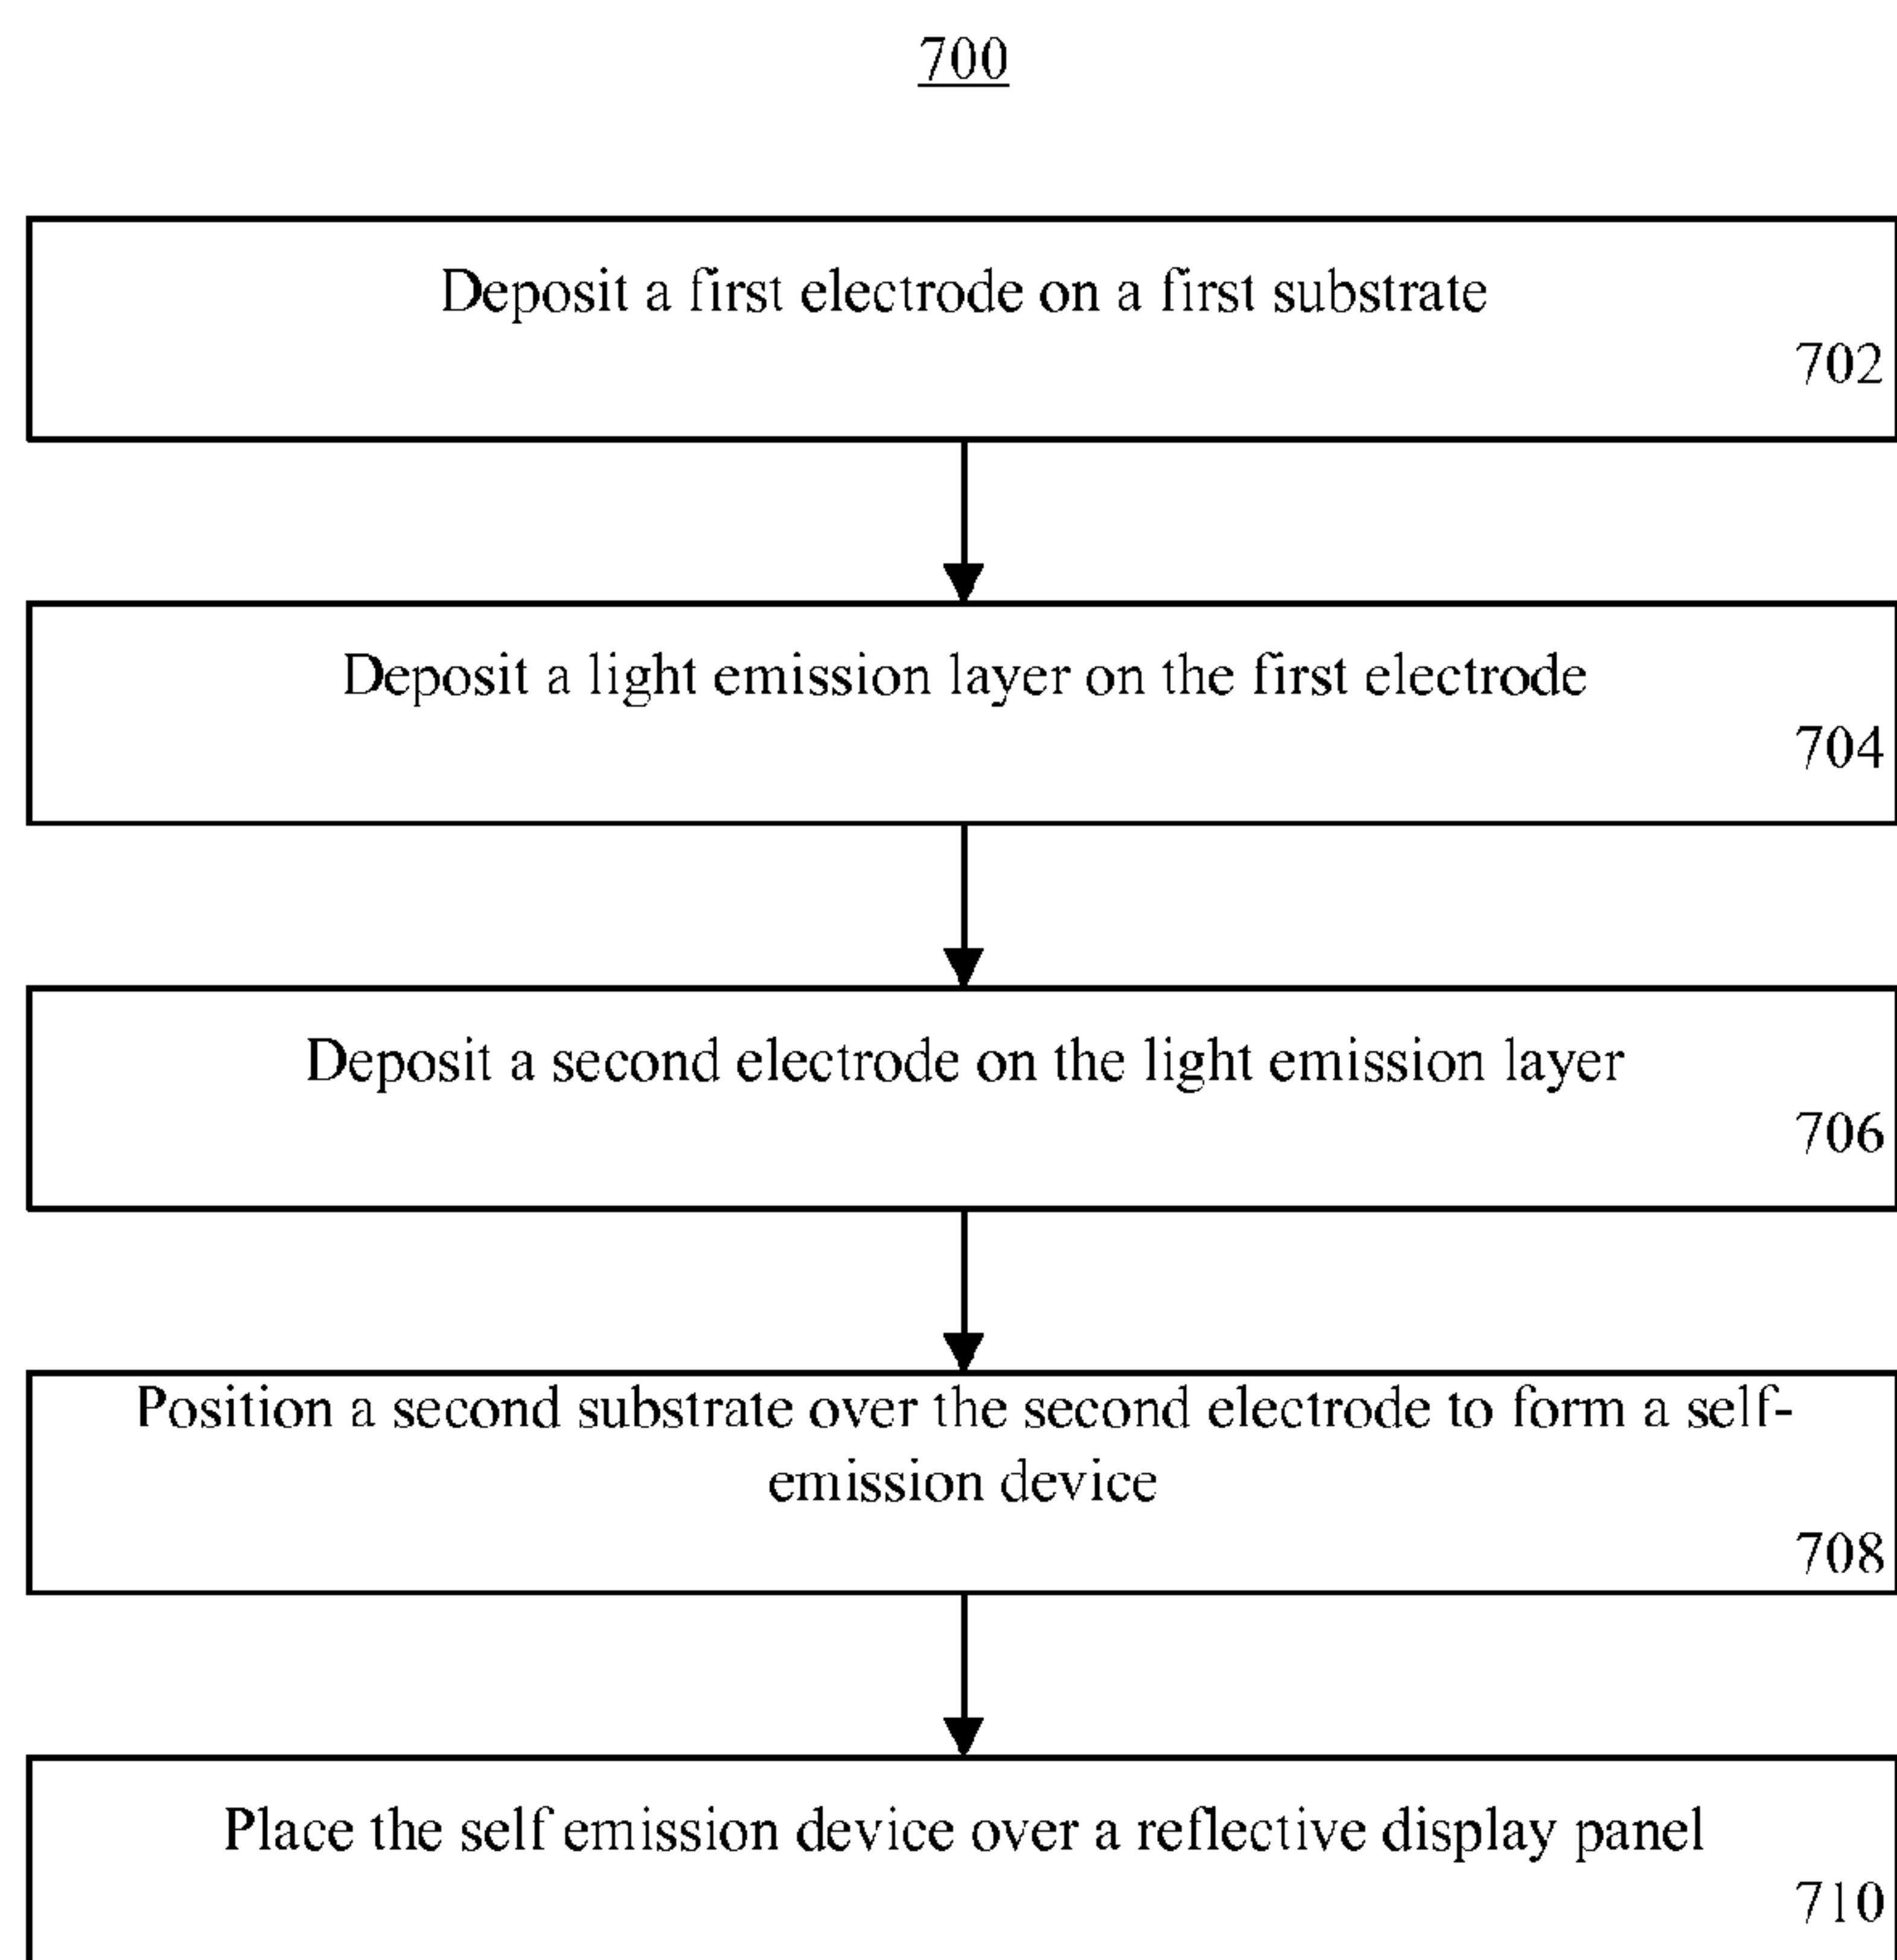 700
Deposit a first electrode on a first substrate
702
Deposit a light emission layer on the first electrode
704
Deposit a second electrode on the light emission layer
706
Position a second substrate over the second electrode to form a self-
emission device
708
Place the self emission device over a reflective display panel
710